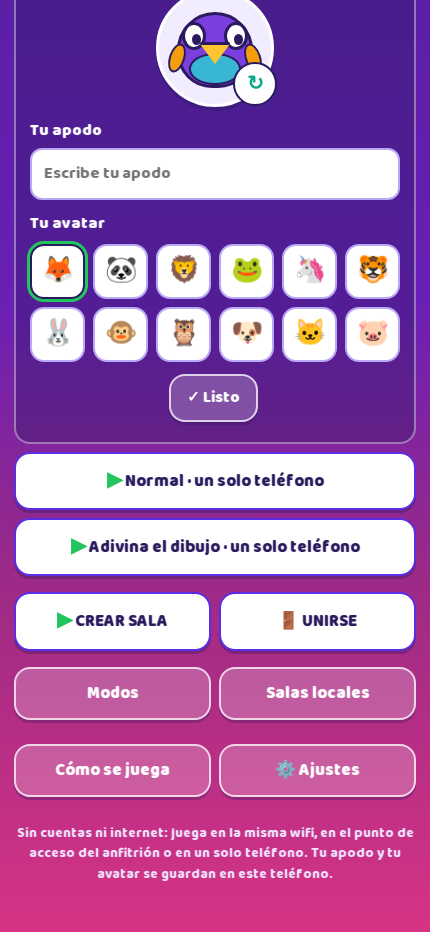 Tu apodo
Escribe tu apodo
Tu avatar
✓ Listo
Normal · un solo teléfono
Adivina el dibujo · un solo teléfono
CREAR SALA
UNIRSE
Modos
Salas locales
Cómo se juega
Ajustes
Sin cuentas ni internet: juega en la misma wifi, en el punto de
acceso del anfitrión o en un solo teléfono. Tu apodo y tu
avatar se guardan en este teléfono.